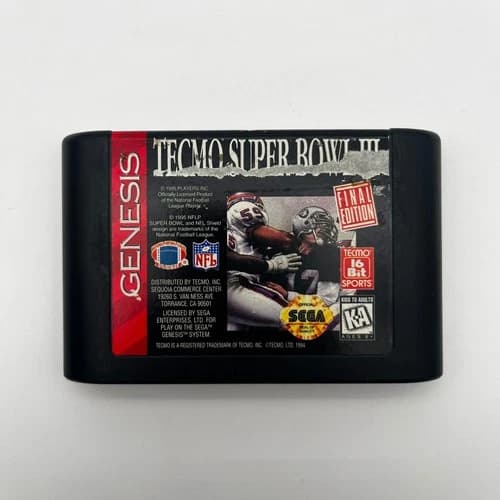 GENESIS
TECMO SUPER BOWL III
FINAL
EDITION
© 1995 PLAYERS INC.
Officially Licensed Product
of the National Football
League Players
© 1995 NFLP
SUPER BOWL and NFL Shield
design are trademarks of the
National Football League.
NFL
59
TECMO
16
Bit
SPORTS
DISTRIBUTED BY TECMO, INC.
SEQUOIA COMMERCE CENTER
19260 S. VAN NESS AVE
TORRANCE, CA 90501
LICENSED BY SEGA
ENTERPRISES, LTD. FOR
PLAY ON THE SEGA™
GENESIS™ SYSTEM
SEGA
KIDS TO ADULTS
K-A
AGES 6+
TECMO IS A REGISTERED TRADEMARK OF TECMO, INC. ©TECMO, LTD. 1994